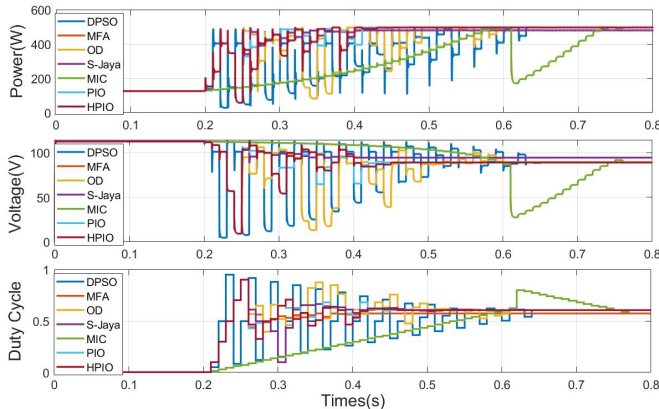 600
400
200
0
Power(W)
DPSO
MFA
OD
S-Jaya
MIC
PIO
HPIO
0 0.1 0.2 0.3 0.4 0.5 0.6 0.7 0.8
100
50
0
Voltage(V)
DPSO
MFA
OD
S-Jaya
MIC
PIO
HPIO
0 0.1 0.2 0.3 0.4 0.5 0.6 0.7 0.8
1
0.5
0
Duty Cycle
DPSO
MFA
OD
S-Jaya
MIC
PIO
HPIO
0 0.1 0.2 0.3 0.4 0.5 0.6 0.7 0.8
Times(s)